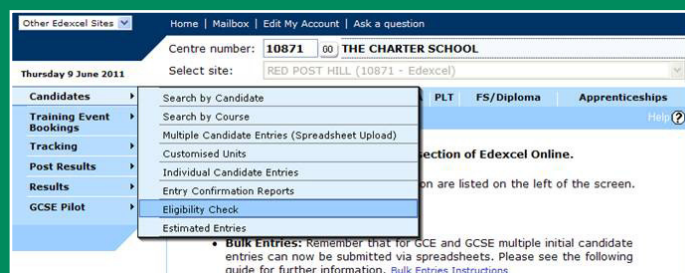 Other Edexcel Sites
Home | Mailbox | Edit My Account | Ask a question
Centre number: 10871 GO THE CHARTER SCHOOL
Thursday 9 June 2011
Select site: RED POST HILL (10871 - Edexcel)
Candidates
PLT FS/Diploma Apprenticeships
Help ?
Training Event
Bookings
Tracking
Post Results
Results
GCSE Pilot
Search by Candidate
Search by Course
Multiple Candidate Entries (Spreadsheet Upload)
Customised Units
Individual Candidate Entries
Entry Confirmation Reports
Eligibility Check
Estimated Entries
section of Edexcel Online.
on are listed on the left of the screen.
• Bulk Entries: Remember that for GCE and GCSE multiple initial candidate
entries can now be submitted via spreadsheets. Please see the following
guide for further information. Bulk Entries Instructions